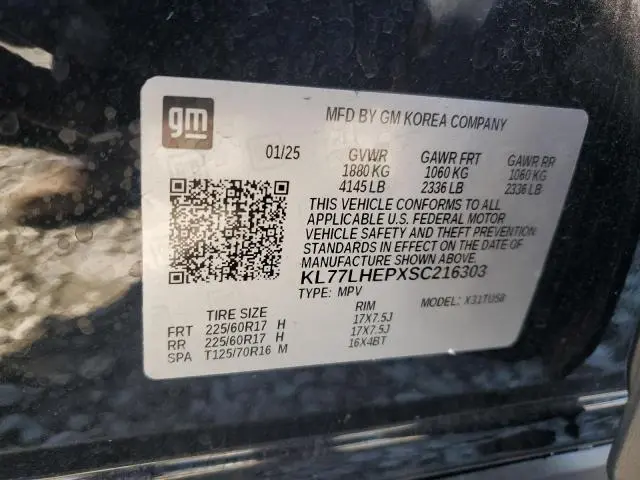 gm
MFD BY GM KOREA COMPANY
01/25 GVWR GAWR FRT GAWR RR
1880 KG 1060 KG 1060 KG
4145 LB 2336 LB 2336 LB
THIS VEHICLE CONFORMS TO ALL
APPLICABLE U.S. FEDERAL MOTOR
VEHICLE SAFETY AND THEFT PREVENTION
STANDARDS IN EFFECT ON THE DATE OF
MANUFACTURE SHOWN ABOVE.
KL77LHEPXSC216303
TYPE: MPV MODEL: X31TU58
TIRE SIZE RIM
FRT 225/60R17 H 17X7.5J
RR 225/60R17 H 17X7.5J
SPA T125/70R16 M 16X4BT